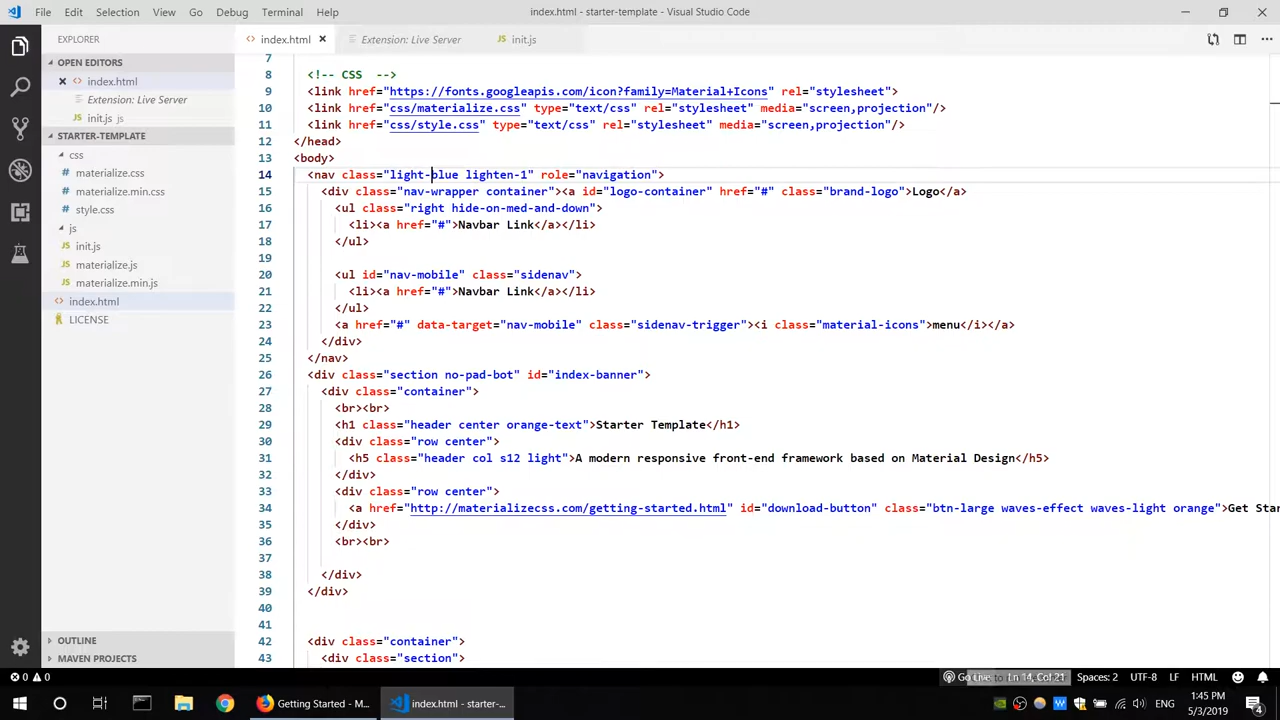 File Edit Selection View Go Debug Terminal Help
index.html - starter-template - Visual Studio Code
EXPLORER
index.html
Extension: Live Server
init.js
OPEN EDITORS
index.html
Extension: Live Server
init.js js
STARTER-TEMPLATE
css
materialize.css
materialize.min.css
style.css
js
JS init.js
JS materialize.js
JS materialize.min.js
index.html
LICENSE
OUTLINE
MAVEN PROJECTS
7
8 <!-- CSS -->
9 <link href="https://fonts.googleapis.com/icon?family=Material+Icons" rel="stylesheet">
10 <link href="css/materialize.css" type="text/css" rel="stylesheet" media="screen,projection"/>
11 <link href="css/style.css" type="text/css" rel="stylesheet" media="screen,projection"/>
12 </head>
13 <body>
14 <nav class="light-blue lighten-1" role="navigation">
15 <div class="nav-wrapper container"><a id="logo-container" href="#" class="brand-logo">Logo</a>
16 <ul class="right hide-on-med-and-down">
17 <li><a href="#">Navbar Link</a></li>
18 </ul>
19
20 <ul id="nav-mobile" class="sidenav">
21 <li><a href="#">Navbar Link</a></li>
22 </ul>
23 <a href="#" data-target="nav-mobile" class="sidenav-trigger"><i class="material-icons">menu</i></a>
24 </div>
25 </nav>
26 <div class="section no-pad-bot" id="index-banner">
27 <div class="container">
28 <br><br>
29 <h1 class="header center orange-text">Starter Template</h1>
30 <div class="row center">
31 <h5 class="header col s12 light">A modern responsive front-end framework based on Material Design</h5>
32 </div>
33 <div class="row center">
34 <a href="http://materializecss.com/getting-started.html" id="download-button" class="btn-large waves-effect waves-light orange">Get Star
35 </div>
36 <br><br>
37
38 </div>
39 </div>
40
41
42 <div class="container">
43 <div class="section">
0 0
Go Live Ln 14, Col 21 Spaces: 2 UTF-8 LF HTML
Getting Started - M...
index.html - starter-...
ENG
1:45 PM
5/3/2019